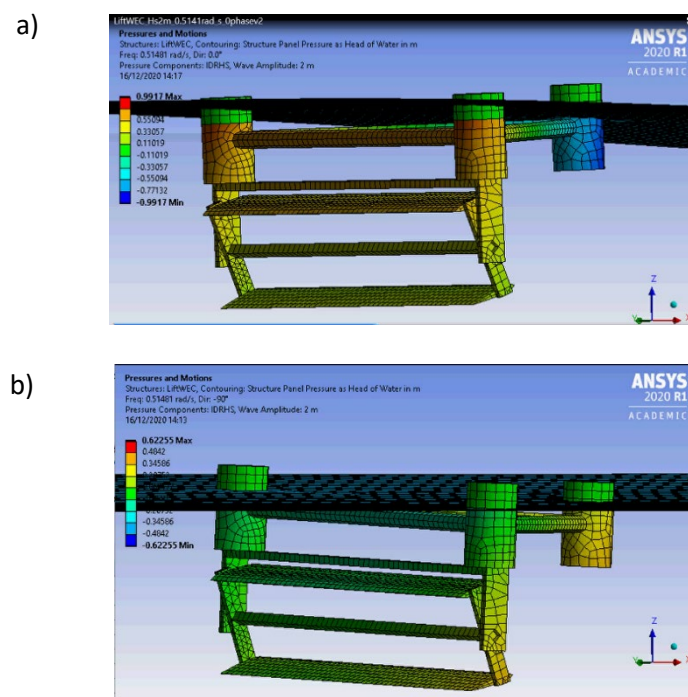 a)
LiftWEC_Hs2m_0.5141rad_s_0phasev2
Pressures and Motions
Structures: LiftWEC, Contouring: Structure Panel Pressure as Head of Water in m
Freq: 0.51481 rad/s, Dir: 0.0°
Pressure Components: IDRHS, Wave Amplitude: 2 m
16/12/2020 14:17
ANSYS
2020 R1
ACADEMIC
0.9917 Max
0.55094
0.33057
0.11019
-0.11019
-0.33057
-0.55094
-0.77132
-0.9917 Min
Z
Y
X
b)
Pressures and Motions
Structures: LiftWEC, Contouring: Structure Panel Pressure as Head of Water in m
Freq: 0.51481 rad/s, Dir: -90°
Pressure Components: IDRHS, Wave Amplitude: 2 m
16/12/2020 14:13
ANSYS
2020 R1
ACADEMIC
0.62255 Max
0.4842
0.34586
-0.34586
-0.4842
-0.62255 Min
Z
X